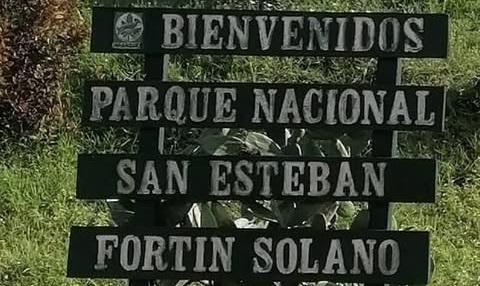 BIENVENIDOS
PARQUE NACIONAL
SAN ESTEBAN
FORTIN SOLANO